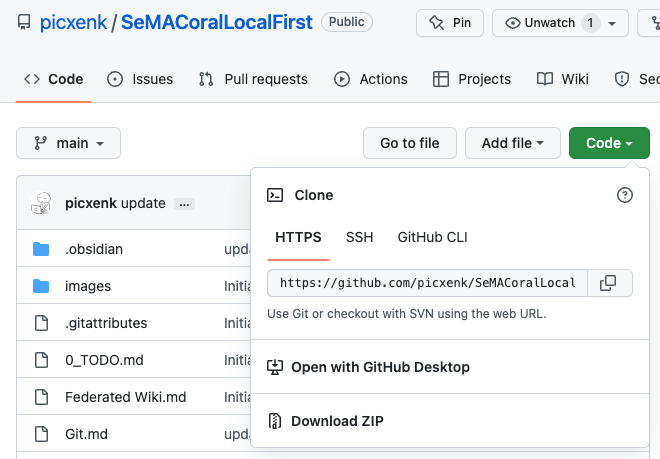 picxenk / SeMACoralLocalFirst Public Pin Unwatch 1
Code Issues Pull requests Actions Projects Wiki
main Go to file Add file Code
picxenk update ...
Clone
HTTPS SSH GitHub CLI
https://github.com/picxenk/SeMACoralLocal
Use Git or checkout with SVN using the web URL.
Open with GitHub Desktop
Download ZIP
.obsidian upd
images Initia
.gitattributes Initia
0_TODO.md Initia
Federated Wiki.md Initia
Git.md upd